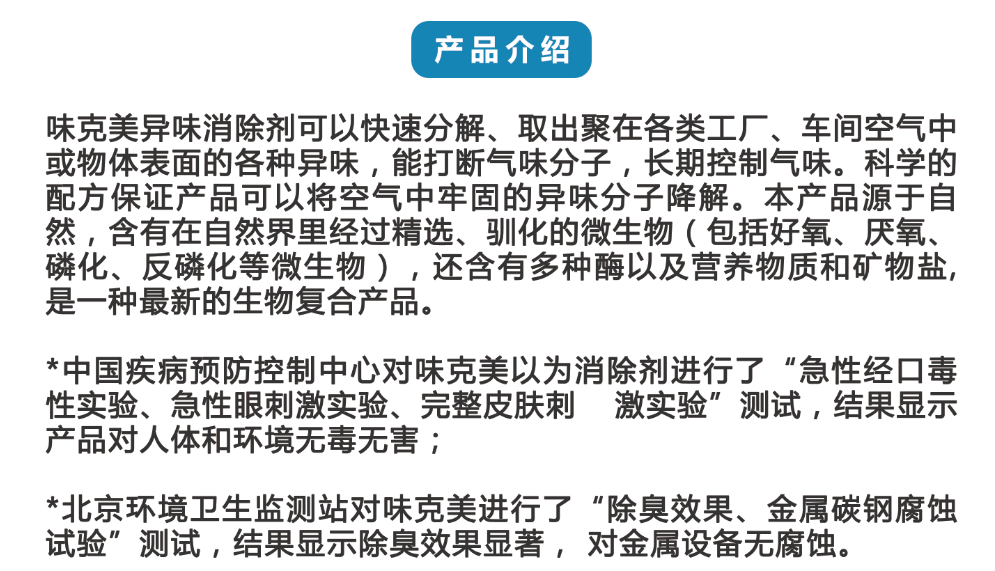 产品介绍
味克美异味消除剂可以快速分解、取出聚在各类工厂、车间空气中
或物体表面的各种异味，能打断气味分子，长期控制气味。科学的
配方保证产品可以将空气中牢固的异味分子降解。本产品源于自
然，含有在自然界里经过精选、驯化的微生物（包括好氧、厌氧、
磷化、反磷化等微生物），还含有多种酶以及营养物质和矿物盐,
是一种最新的生物复合产品。
*中国疾病预防控制中心对味克美以为消除剂进行了“急性经口毒
性实验、急性眼刺激实验、完整皮肤刺 激实验”测试，结果显示
产品对人体和环境无毒无害；
*北京环境卫生监测站对味克美进行了“除臭效果、金属碳钢腐蚀
试验”测试，结果显示除臭效果显著， 对金属设备无腐蚀。